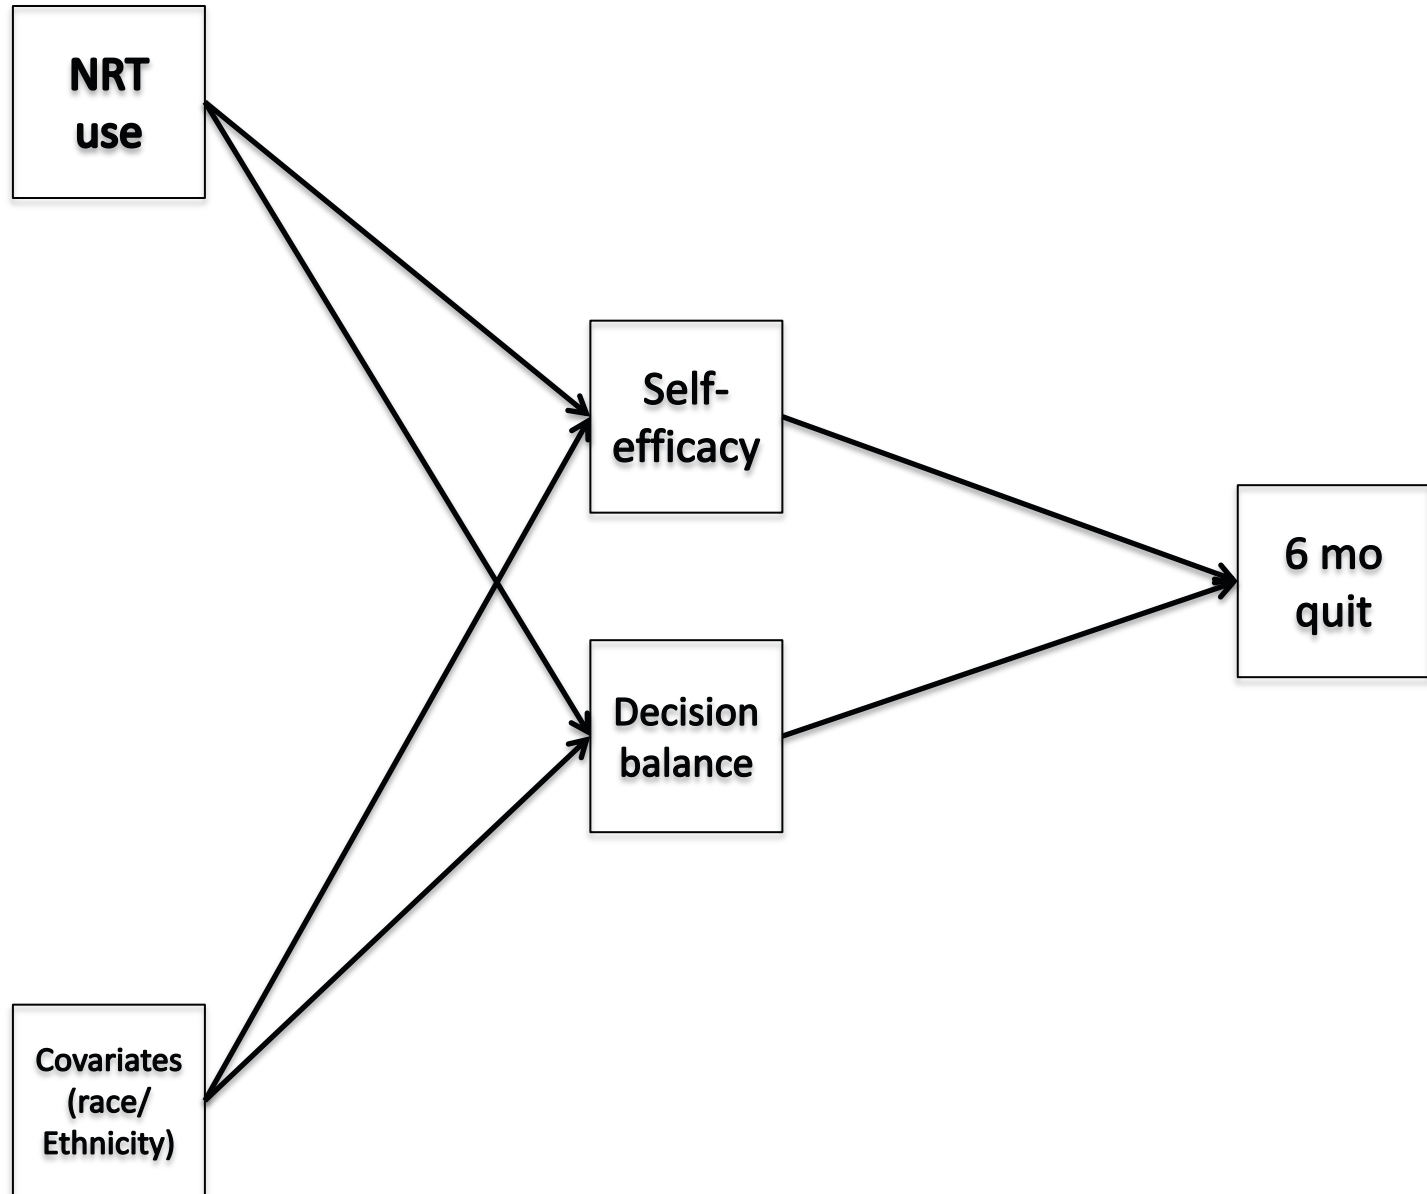 NRT
use
Self-
efficacy
6 mo
quit
Decision
balance
Covariates
(race/
Ethnicity)